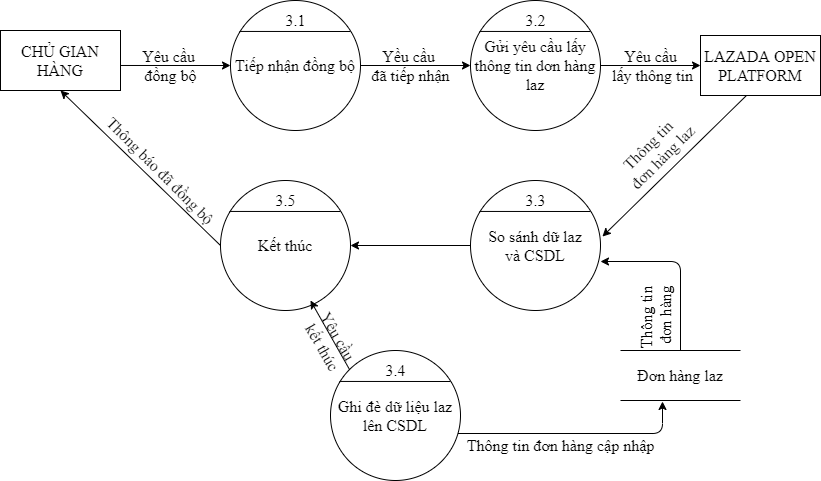 CHỦ GIAN
HÀNG
Yêu cầu
đồng bộ
3.1
Tiếp nhận đồng bộ
Yêu cầu
đã tiếp nhận
3.2
Gửi yêu cầu lấy
thông tin dơn hàng
laz
Yêu cầu
lấy thông tin
LAZADA OPEN
PLATFORM
Thông tin
đơn hàng laz
Thông báo đã đồng bộ
3.5
Kết thúc
3.3
So sánh dữ laz
và CSDL
Thông tin
đơn hàng
Yêu cầu
kết thúc
3.4
Ghi đè dữ liệu laz
lên CSDL
Đơn hàng laz
Thông tin đơn hàng cập nhập